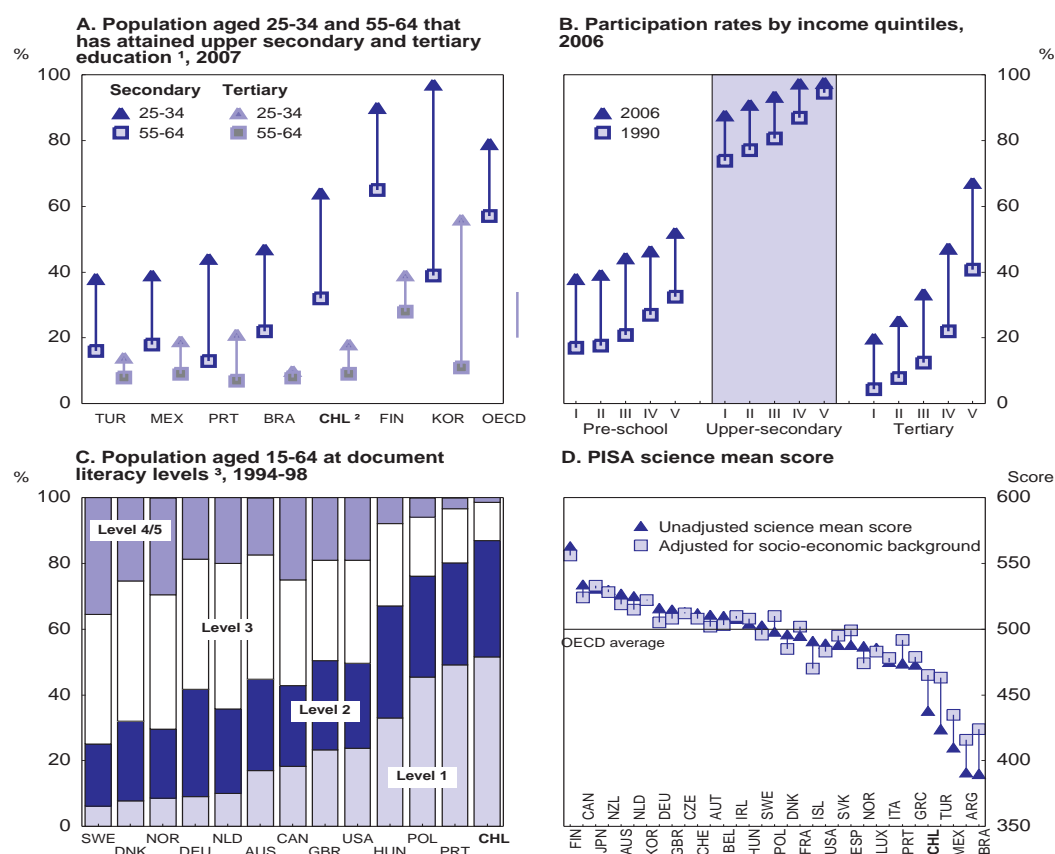 A. Population aged 25-34 and 55-64 that
has attained upper secondary and tertiary
education ¹, 2007
%
100
80
60
40
20
0
Secondary Tertiary
25-34 25-34
55-64 55-64
TUR MEX PRT BRA CHL ² FIN KOR OECD
B. Participation rates by income quintiles,
2006
%
100
80
60
40
20
0
2006
1990
I II III IV V I II III IV V I II III IV V
Pre-school Upper-secondary Tertiary
C. Population aged 15-64 at document
literacy levels ³, 1994-98
%
100
80
60
40
20
0
Level 4/5
Level 3
Level 2
Level 1
SWE NOR NLD CAN USA POL CHL
DNK DEU AUS GBR HUN PRT
D. PISA science mean score
Score
600
550
500
450
400
350
Unadjusted science mean score
Adjusted for socio-economic background
OECD average
CAN NZL NLD DEU CZE AUT IRL SWE DNK ISL SVK NOR ITA GRC TUR ARG
FIN JPN AUS KOR GBR CHE BEL HUN POL FRA USA ESP LUX PRT CHL MEX BRA